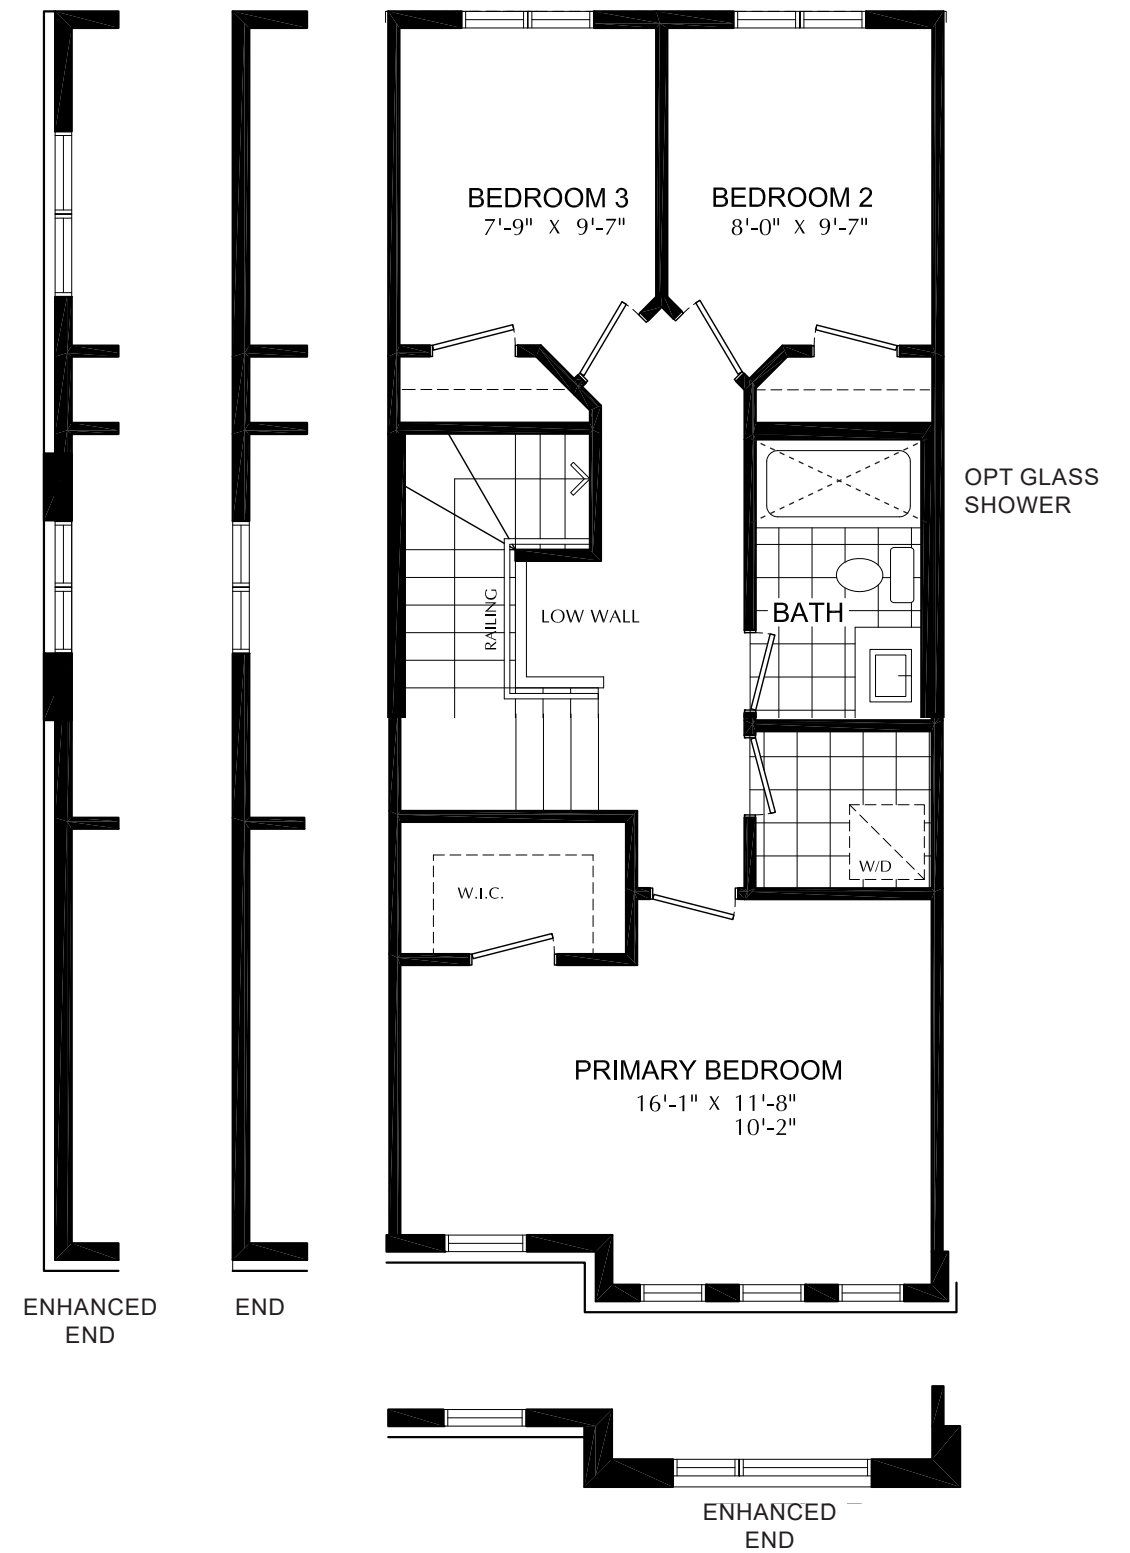 BEDROOM 3
7'-9" X 9'-7"
BEDROOM 2
8'-0" X 9'-7"
OPT GLASS
SHOWER
RAILING
LOW WALL
BATH
W/D
W.I.C.
PRIMARY BEDROOM
16'-1" X 11'-8"
10'-2"
ENHANCED
END
END
ENHANCED
END